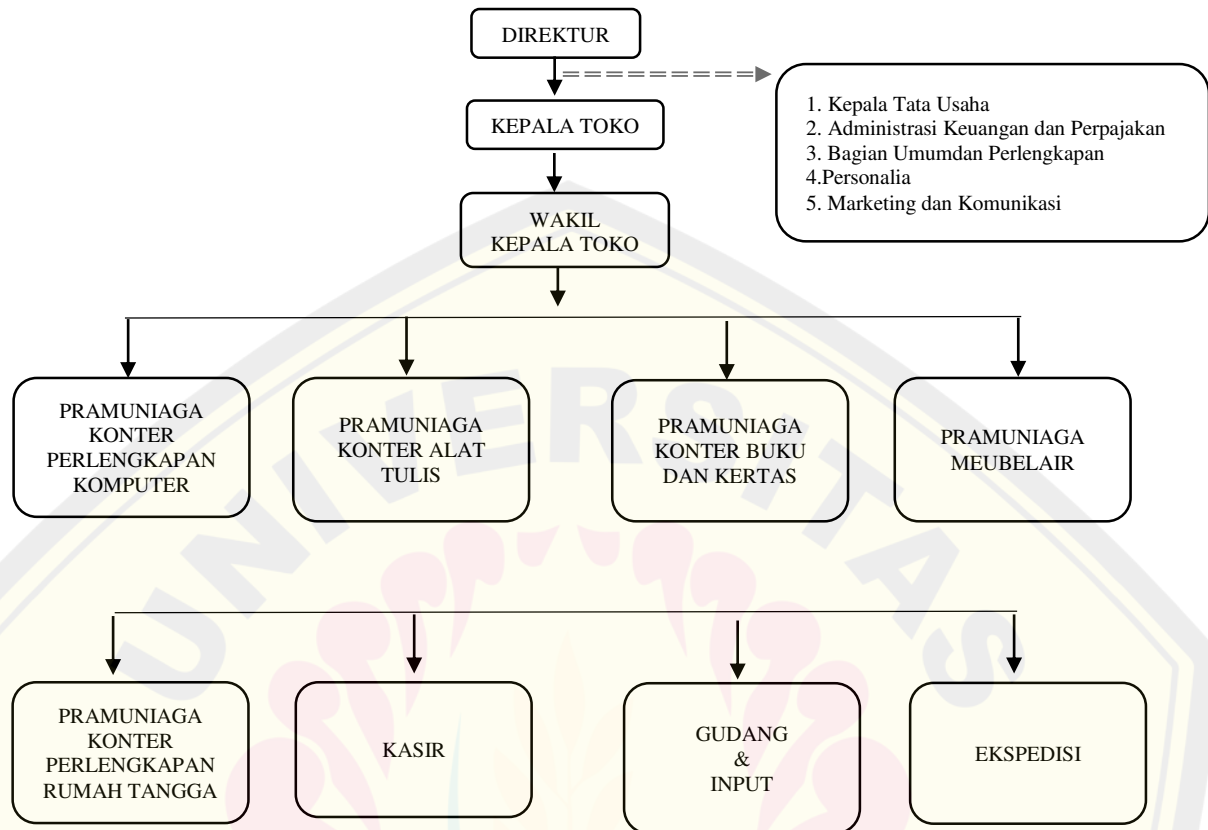 DIREKTUR
1. Kepala Tata Usaha
2. Administrasi Keuangan dan Perpajakan
3. Bagian Umumdan Perlengkapan
4.Personalia
5. Marketing dan Komunikasi
KEPALA TOKO
WAKIL
KEPALA TOKO
PRAMUNIAGA
KONTER
PERLENGKAPAN
KOMPUTER
PRAMUNIAGA
KONTER ALAT
TULIS
PRAMUNIAGA
KONTER BUKU
DAN KERTAS
PRAMUNIAGA
MEUBELAIR
UNIVERSITAS
PRAMUNIAGA
KONTER
PERLENGKAPAN
RUMAH TANGGA
KASIR
GUDANG
&
INPUT
EKSPEDISI